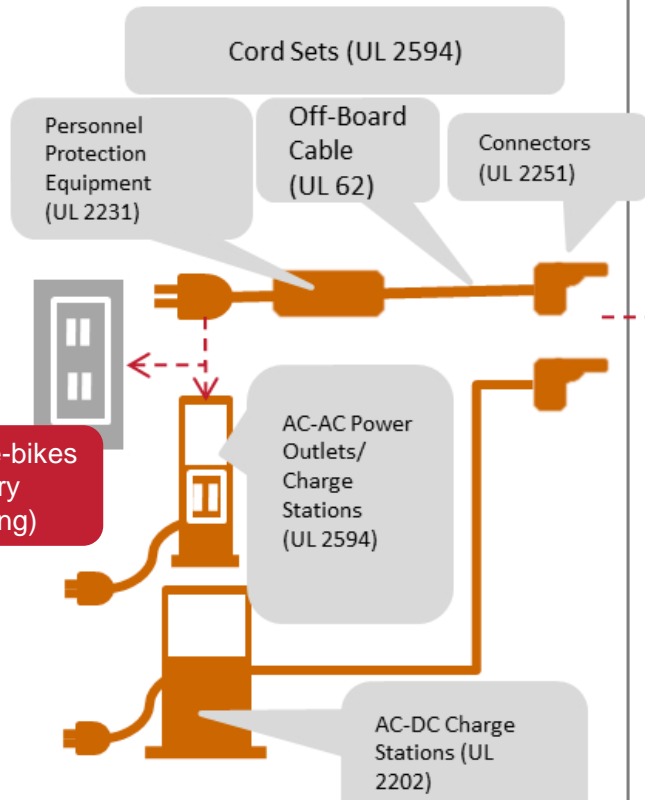 Cord Sets (UL 2594)
Personnel
Protection
Equipment
(UL 2231)
Off-Board
Cable
(UL 62)
Connectors
(UL 2251)
AC-AC Power
Outlets/
Charge
Stations
(UL 2594)
-bikes
AC-DC Charge
Stations (UL
2202)